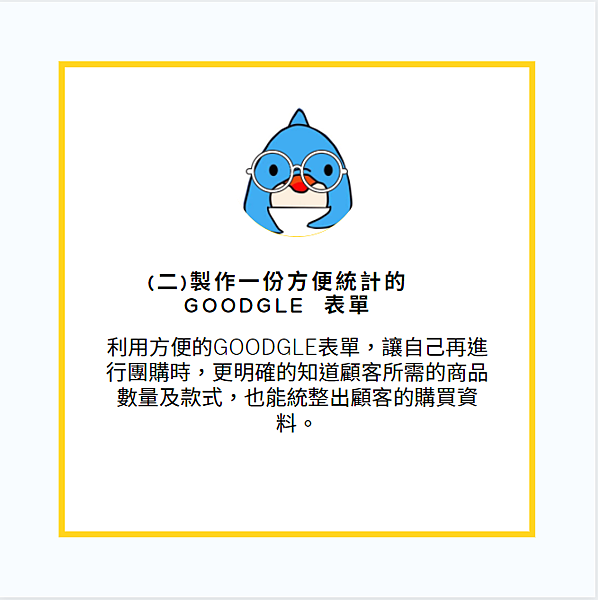 (二)製作一份方便統計的
GOODGLE 表單
利用方便的GOODGLE表單，讓自己再進
行團購時，更明確的知道顧客所需的商品
數量及款式，也能統整出顧客的購買資
料。